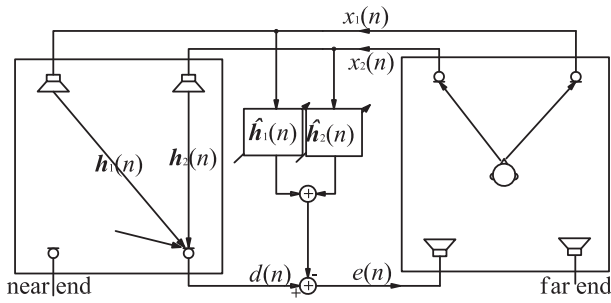 x₁(n)
x₂(n)
ĥ₁(n) ĥ₂(n)
h₁(n) h₂(n)
+
near end d(n) + - e(n) far end